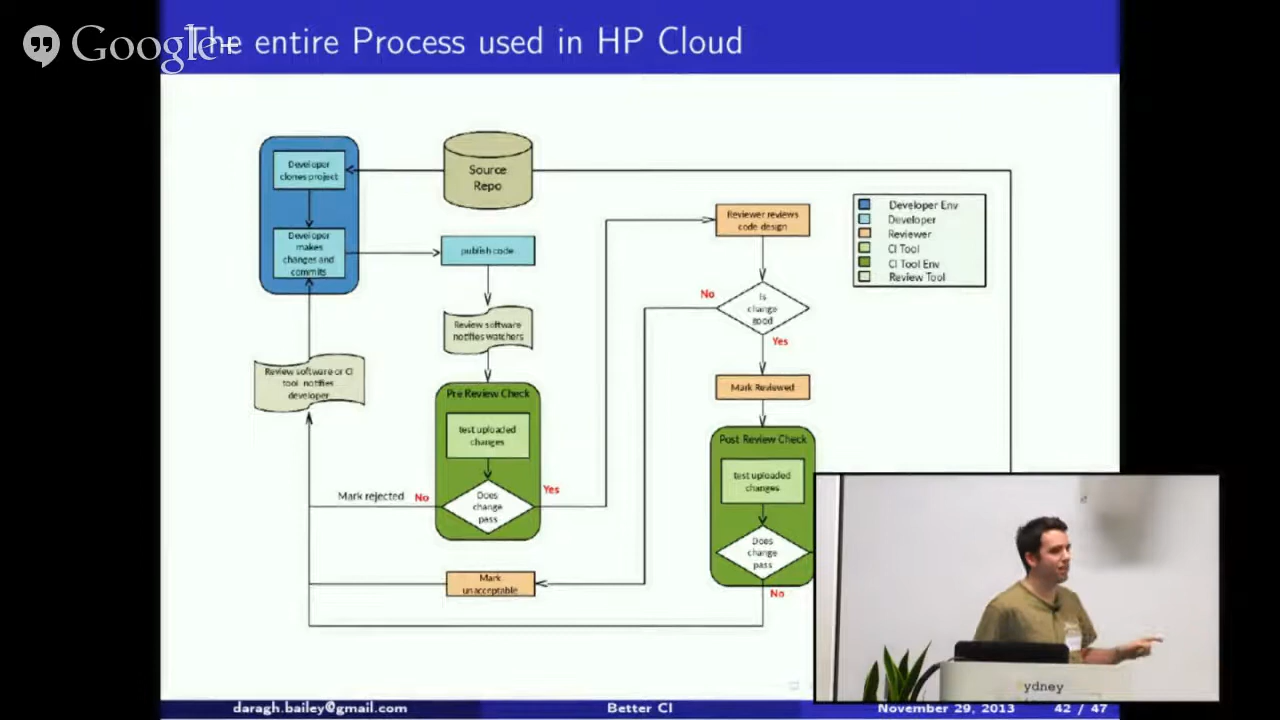 Google+
The entire Process used in HP Cloud
Developer
clones project
Developer
makes
changes and
commits
Source
Repo
publish code
Review software
notifies watchers
Review software or CI
tool notifies
developer
Pre Review Check
test uploaded
changes
Does
change
pass
Mark rejected
No
Yes
Mark
unacceptable
Reviewer reviews
code design
Is
change
good
No
Yes
Mark Reviewed
Post Review Check
test uploaded
changes
Does
change
pass
No
Developer Env
Developer
Reviewer
CI Tool
CI Tool Env
Review Tool
ydney
daragh.bailey@gmail.com
Better CI
November 29, 2013
42 / 47